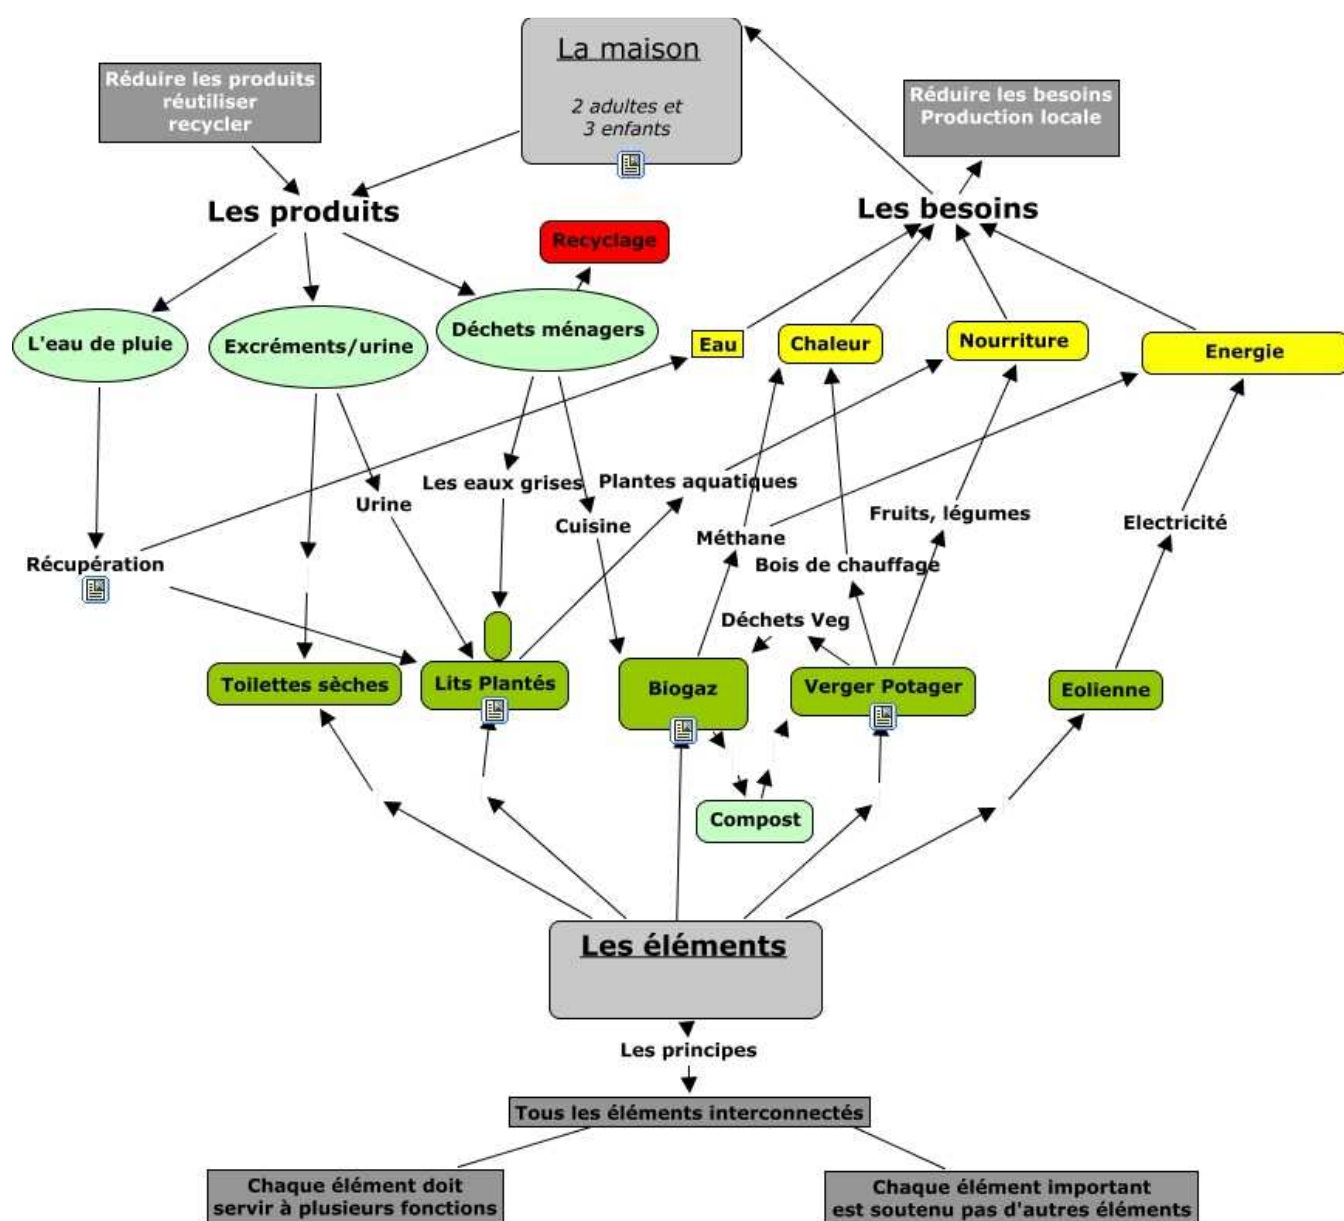 La maison
2 adultes et
3 enfants
Réduire les produits
réutiliser
recycler
Réduire les besoins
Production locale
Les produits
Les besoins
Recyclage
L'eau de pluie
Excréments/urine
Déchets ménagers
Eau
Chaleur
Nourriture
Energie
Les eaux grises
Plantes aquatiques
Urine
Cuisine
Méthane
Fruits, légumes
Electricité
Récupération
Bois de chauffage
Déchets Veg
Toilettes sèches
Lits Plantés
Biogaz
Verger Potager
Eolienne
Compost
Les éléments
Les principes
Tous les éléments interconnectés
Chaque élément doit
servir à plusieurs fonctions
Chaque élément important
est soutenu pas d'autres éléments